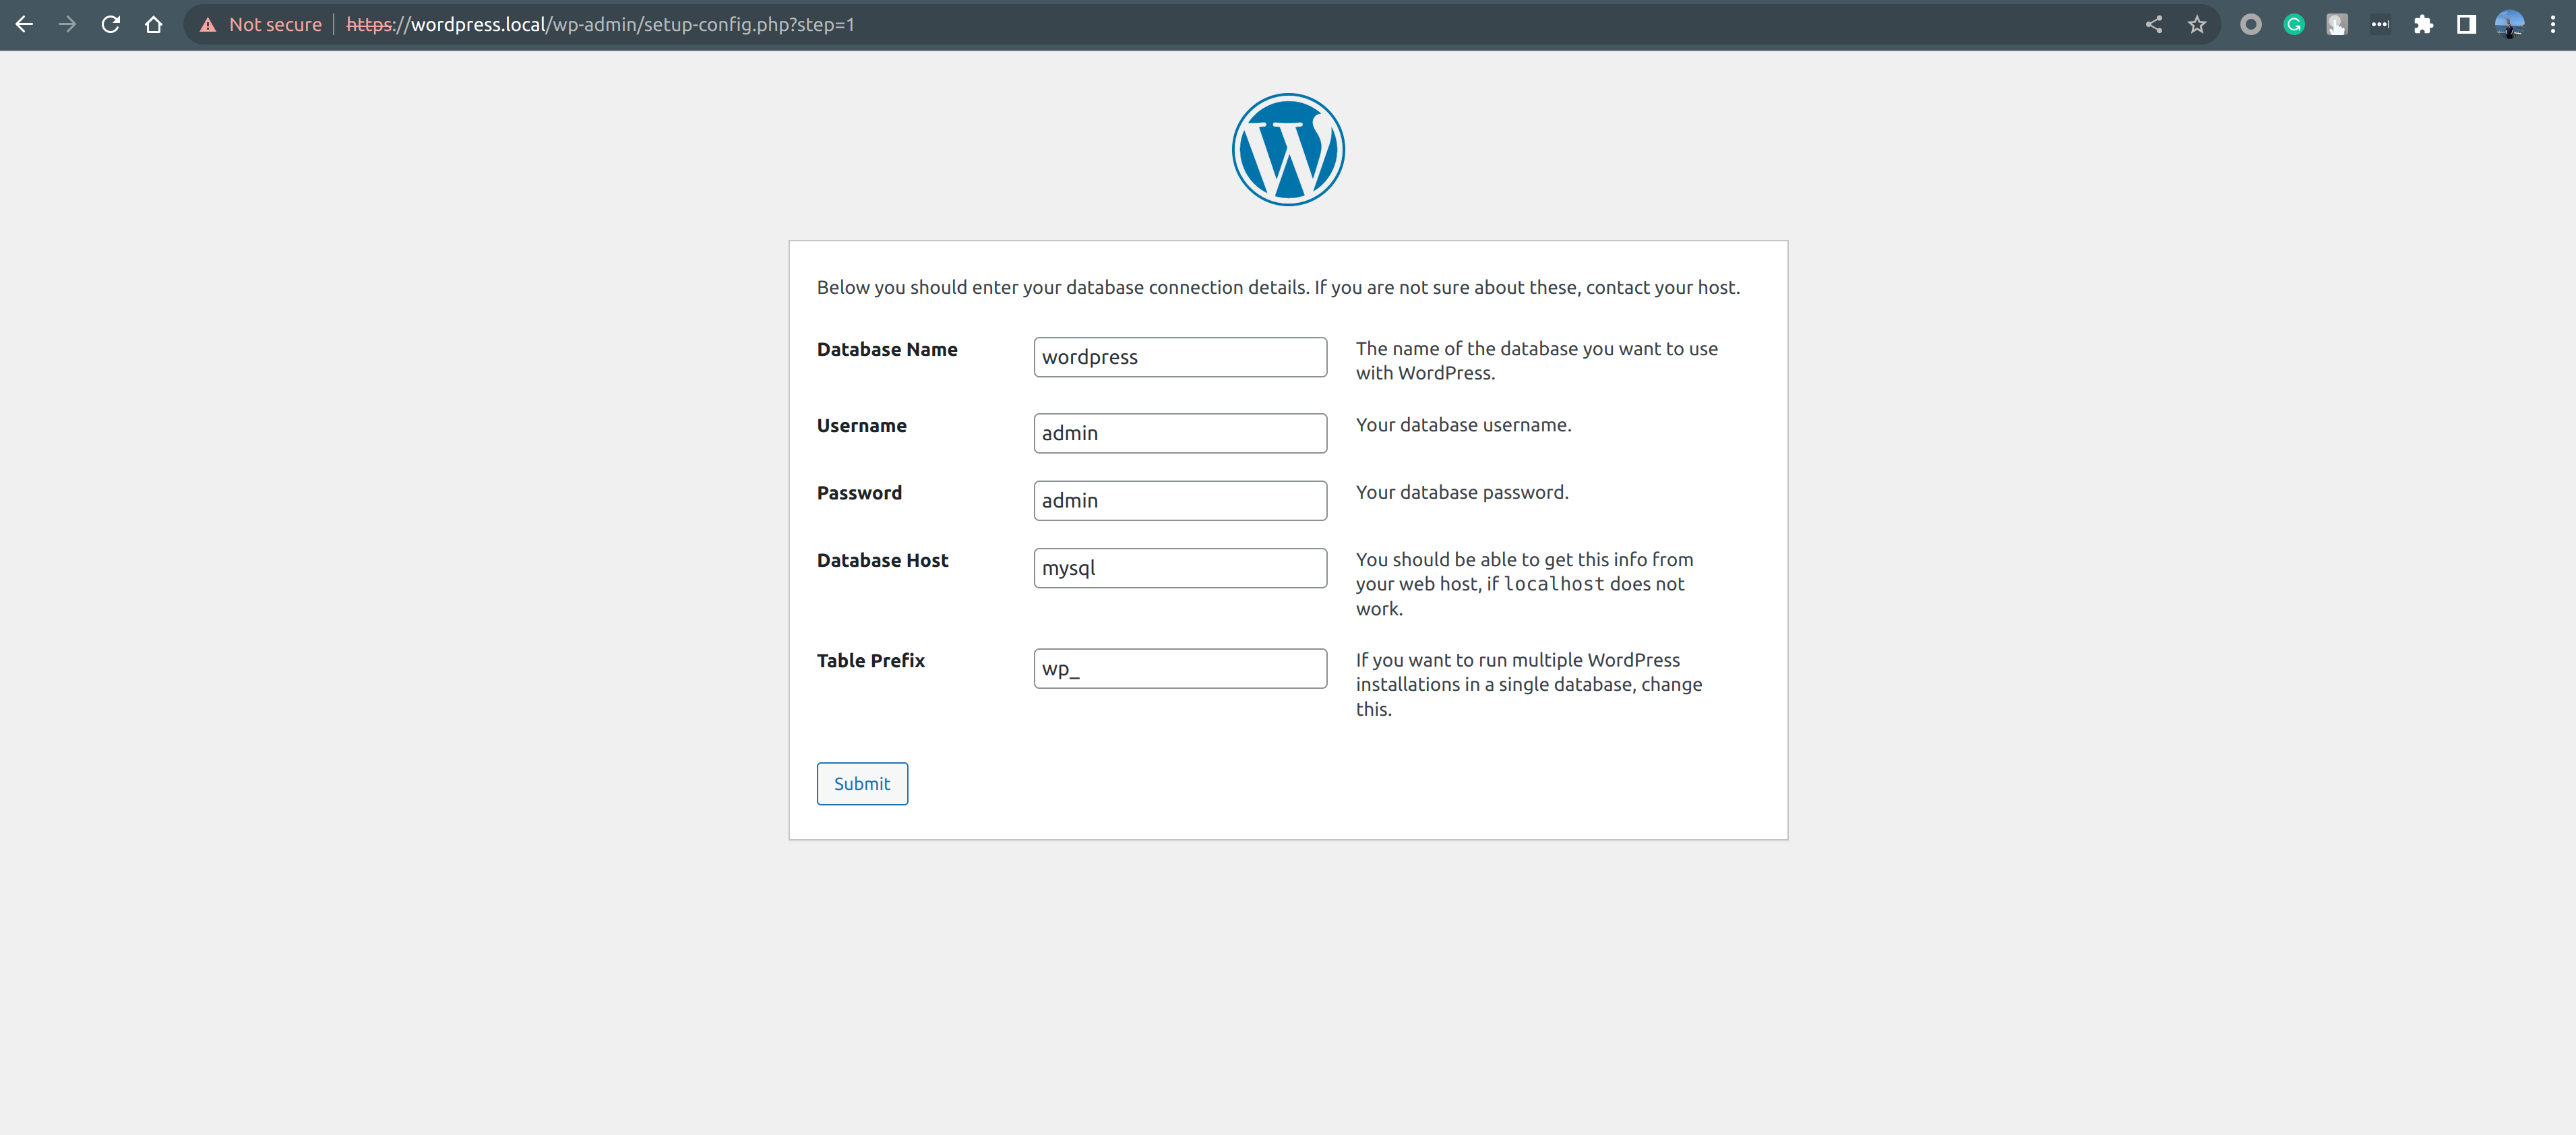 Not secure https://wordpress.local/wp-admin/setup-config.php?step=1
Below you should enter your database connection details. If you are not sure about these, contact your host.
Database Name
wordpress
The name of the database you want to use
with WordPress.
Username
admin
Your database username.
Password
admin
Your database password.
Database Host
mysql
You should be able to get this info from
your web host, if localhost does not
work.
Table Prefix
wp_
If you want to run multiple WordPress
installations in a single database, change
this.
Submit